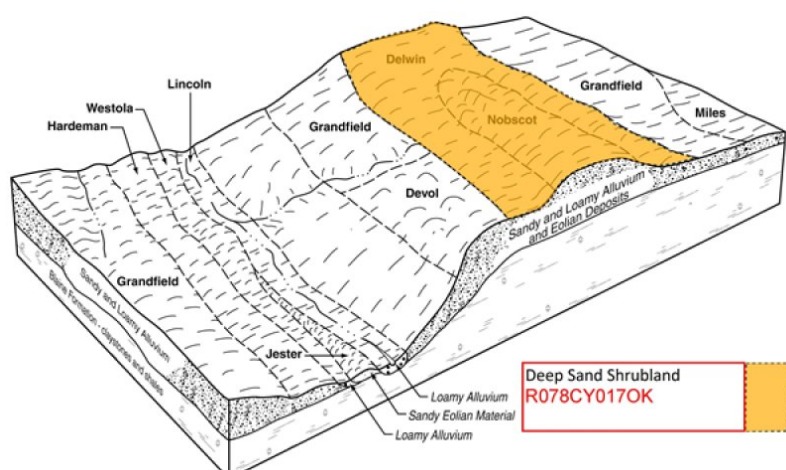 Delwin
Lincoln
Westola
Hardeman
Grandfield
Grandfield
Miles
Nobscot
Devol
Sandy and Loamy Alluvium
and Eolian Deposits
Grandfield
Sandy and Loamy Alluvium
Blaine Formation - claystones and shales
Jester
Loamy Alluvium
Sandy Eolian Material
Loamy Alluvium
Deep Sand Shrubland
R078CY017OK